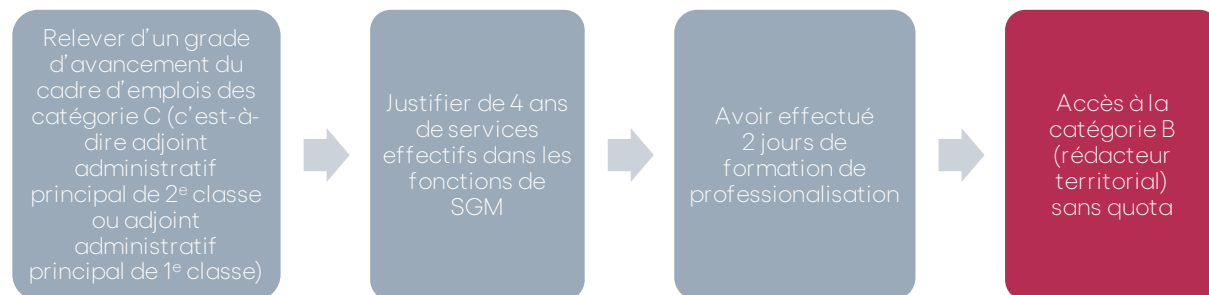 Relever d'un grade
d'avancement du
cadre d'emplois des
catégorie C (c'est-à-
dire adjoint
administratif
principal de 2e classe
ou adjoint
administratif
principal de 1e classe)
Justifier de 4 ans
de services
effectifs dans les
fonctions de
SGM
Avoir effectué
2 jours de
formation de
professionalisation
Accès à la
catégorie B
(rédacteur
territorial)
sans quota